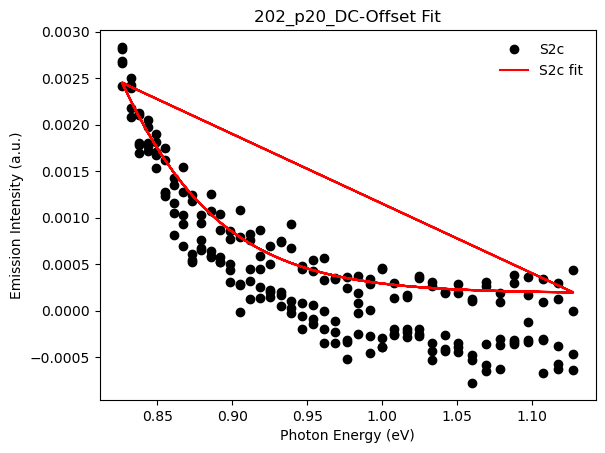 202_p20_DC-Offset Fit
S2c
S2c fit
Emission Intensity (a.u.)
0.0030
0.0025
0.0020
0.0015
0.0010
0.0005
0.0000
−0.0005
0.85
0.90
0.95
1.00
1.05
1.10
Photon Energy (eV)